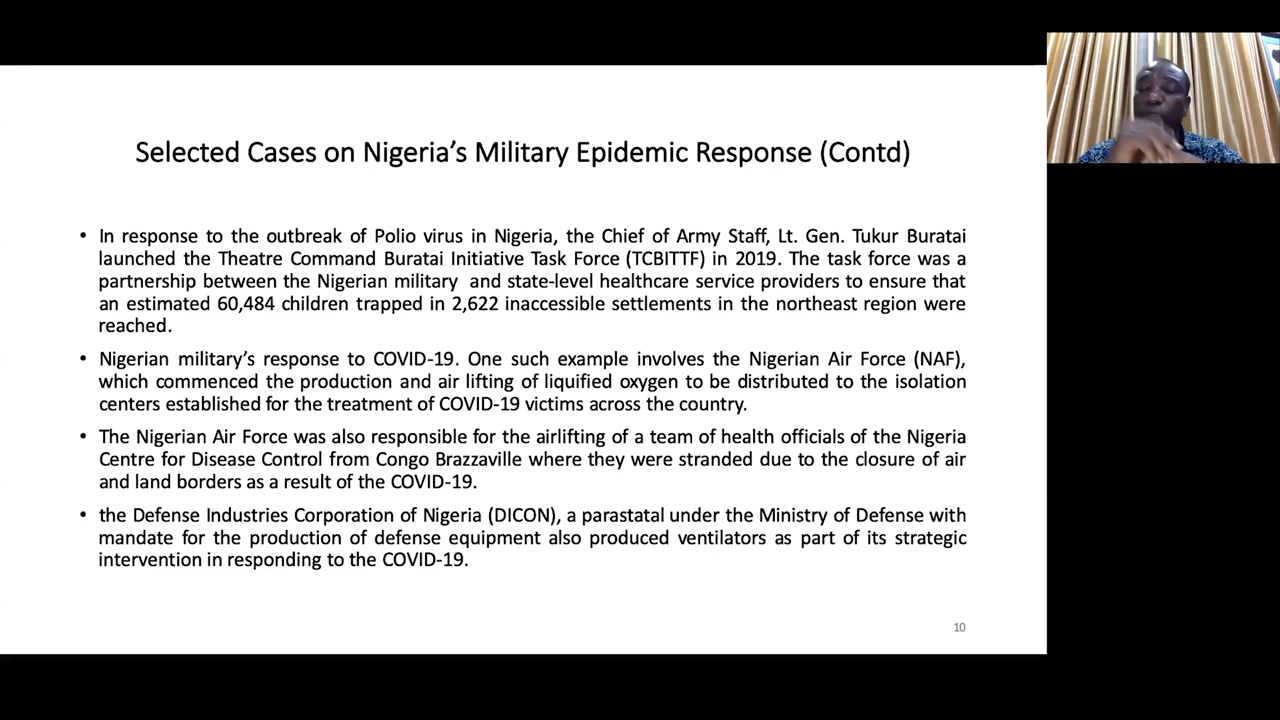 Selected Cases on Nigeria's Military Epidemic Response (Contd)
• In response to the outbreak of Polio virus in Nigeria, the Chief of Army Staff, Lt. Gen. Tukur Buratai
launched the Theatre Command Buratai Initiative Task Force (TCBITTF) in 2019. The task force was a
partnership between the Nigerian military and state-level healthcare service providers to ensure that
an estimated 60,484 children trapped in 2,622 inaccessible settlements in the northeast region were
reached.
• Nigerian military's response to COVID-19. One such example involves the Nigerian Air Force (NAF),
which commenced the production and air lifting of liquified oxygen to be distributed to the isolation
centers established for the treatment of COVID-19 victims across the country.
• The Nigerian Air Force was also responsible for the airlifting of a team of health officials of the Nigeria
Centre for Disease Control from Congo Brazzaville where they were stranded due to the closure of air
and land borders as a result of the COVID-19.
• the Defense Industries Corporation of Nigeria (DICON), a parastatal under the Ministry of Defense with
mandate for the production of defense equipment also produced ventilators as part of its strategic
intervention in responding to the COVID-19.
10